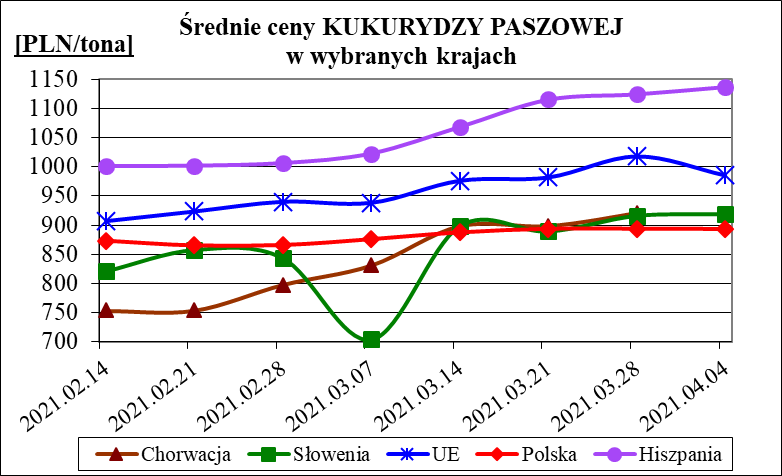 Średnie ceny KUKURYDZY PASZOWEJ
w wybranych krajach
[PLN/tona]
1150
1100
1050
1000
950
900
850
800
750
700
2021.02.14
2021.02.21
2021.02.28
2021.03.07
2021.03.14
2021.03.21
2021.03.28
2021.04.04
Chorwacja
Słowenia
UE
Polska
Hiszpania